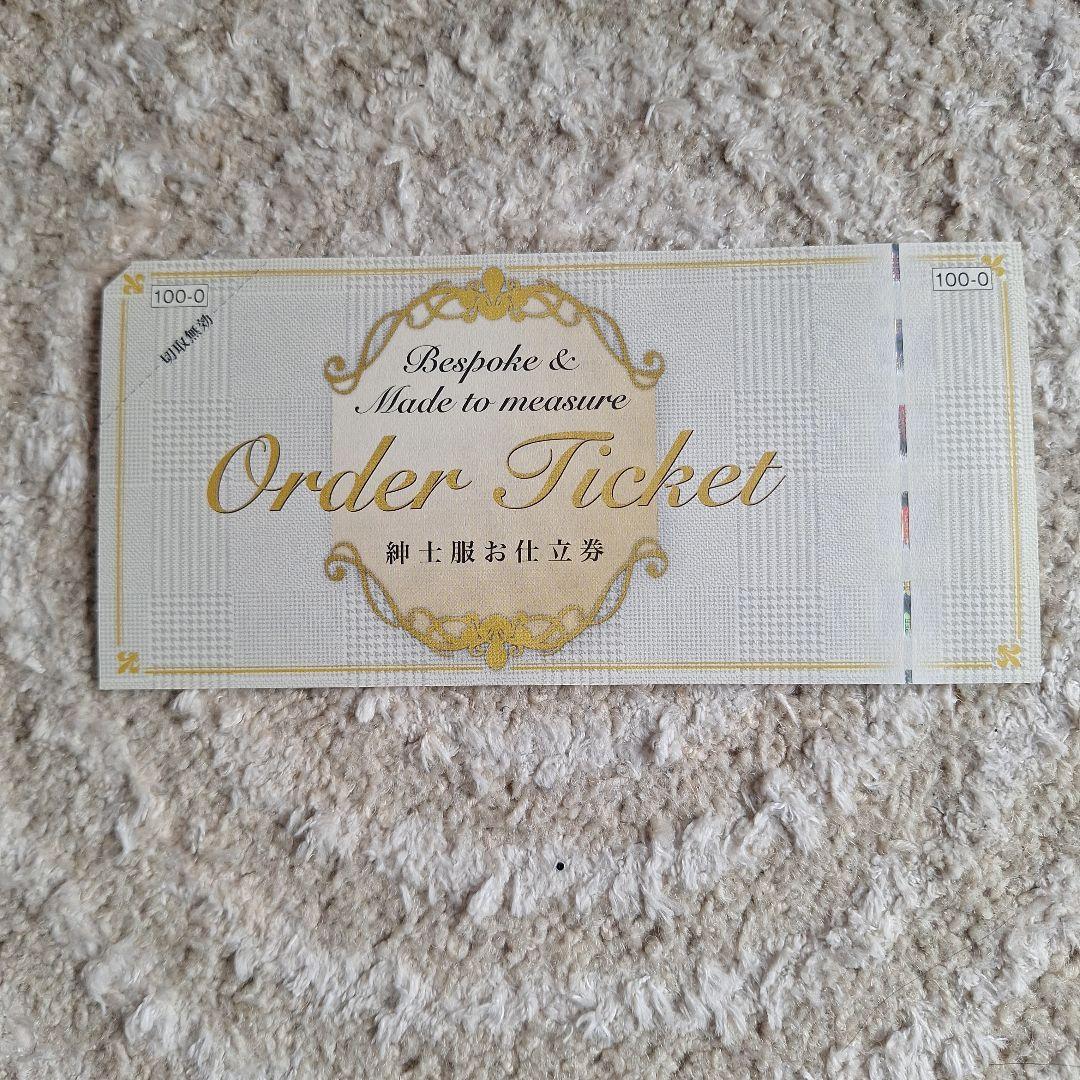 100-0
100-0
切取無効
Bespoke &
Made to measure
Order Ticket
紳士服お仕立券